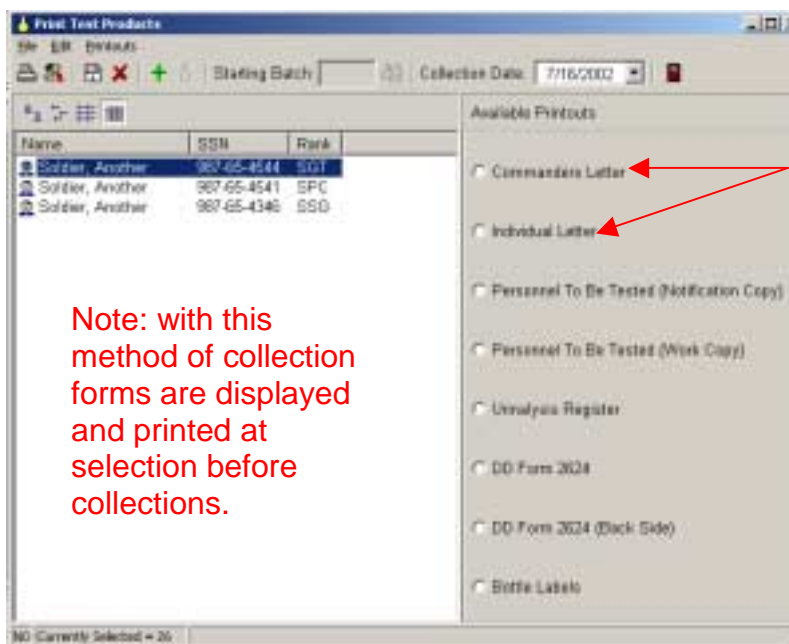 Print Test Products
File Edit Printouts
Starting Batch Collection Date: 7/16/2002
Available Printouts
Name SSN Rank
Soldier, Another 987-65-4544 SGT
Soldier, Another 987-65-4541 SPC
Soldier, Another 987-65-4346 SSG
Commanders Letter
Individual Letter
Personnel To Be Tested (Notification Copy)
Personnel To Be Tested (Work Copy)
Urinalysis Register
DD Form 2624
DD Form 2624 (Back Side)
Bottle Labels
Note: with this
method of collection
forms are displayed
and printed at
selection before
collections.
NO Currently Selected = 26